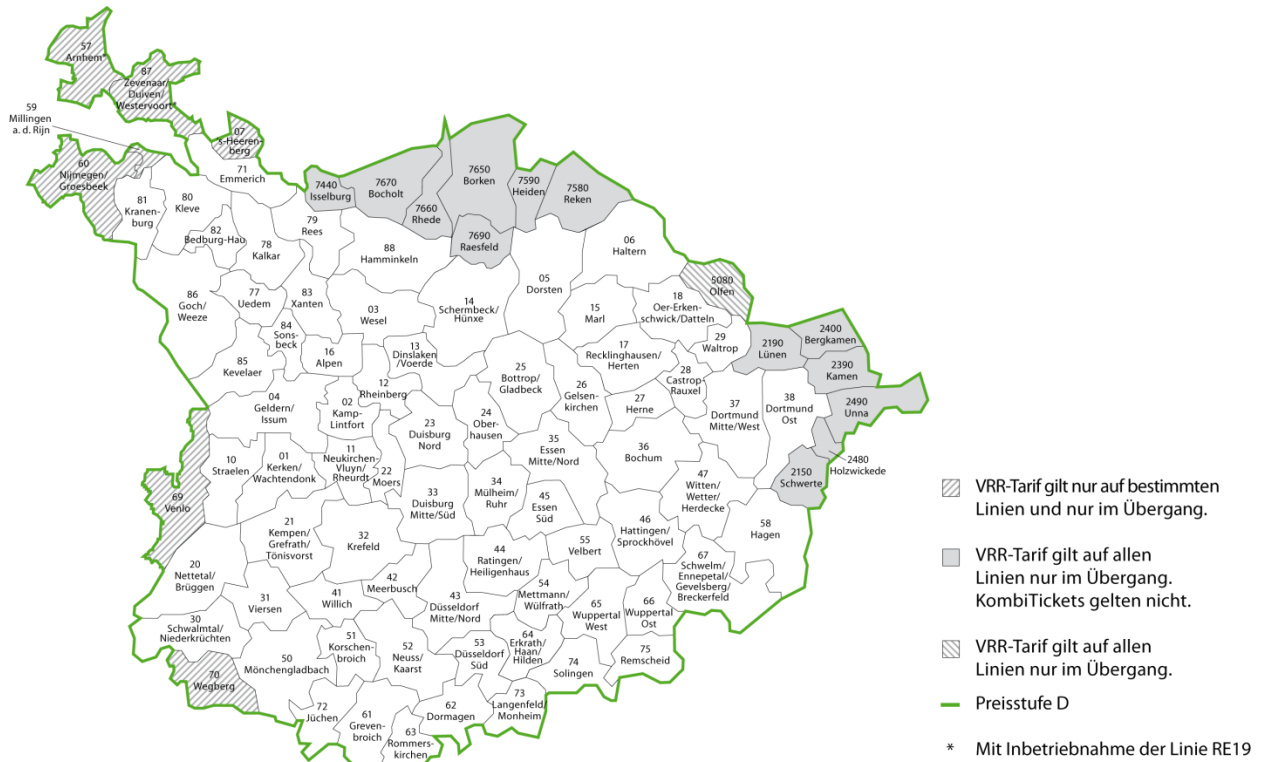 57
Arnhem*
87
Zevenaar/
Duiven/
Westervoort*
59
Millingen
a. d. Rijn
07
's-Heeren-
berg
60
Nijmegen/
Groesbeek
71
Emmerich
81
Kranen-
burg
80
Kleve
82
Bedburg-Hau
7440
Isselburg
7670
Bocholt
7660
Rhede
7650
Borken
7590
Heiden
7580
Reken
7690
Raesfeld
79
Rees
78
Kalkar
88
Hamminkeln
06
Haltern
5080
Olfen
86
Goch/
Weeze
77
Uedem
83
Xanten
03
Wesel
14
Schermbeck/
Hünxe
05
Dorsten
15
Marl
18
Oer-Erken-
schwick/Datteln
29
Waltrop
2190
Lünen
2400
Bergkamen
2390
Kamen
2490
Unna
2480
Holzwickede
2150
Schwerte
84
Sons-
beck
16
Alpen
13
Dinslaken
/Voerde
17
Recklinghausen/
Herten
85
Kevelaer
04
Geldern/
Issum
02
Kamp-
Lintfort
12
Rheinberg
25
Bottrop/
Gladbeck
26
Gelsen-
kirchen
28
Castrop-
Rauxel
27
Herne
37
Dortmund
Mitte/West
38
Dortmund
Ost
23
Duisburg
Nord
24
Ober-
hausen
35
Essen
Mitte/Nord
36
Bochum
10
Straelen
01
Kerken/
Wachtendonk
11
Neukirchen-
Vluyn/
Rheurdt
22
Moers
69
Venlo
33
Duisburg
Mitte/Süd
34
Mülheim/
Ruhr
45
Essen
Süd
47
Witten/
Wetter/
Herdecke
58
Hagen
21
Kempen/
Grefrath/
Tönisvorst
32
Krefeld
46
Hattingen/
Sprockhövel
20
Nettetal/
Brüggen
31
Viersen
41
Willich
42
Meerbusch
44
Ratingen/
Heiligenhaus
55
Velbert
67
Schwelm/
Ennepetal/
Gevelsberg/
Breckerfeld
43
Düsseldorf
Mitte/Nord
54
Mettmann/
Wülfrath
65
Wuppertal
West
66
Wuppertal
Ost
30
Schwalmtal/
Niederkrüchten
50
Mönchengladbach
51
Korschen-
broich
52
Neuss/
Kaarst
53
Düsseldorf
Süd
64
Erkrath/
Haan/
Hilden
74
Solingen
75
Remscheid
70
Wegberg
72
Jüchen
61
Greven-
broich
63
Rommers-
kirchen
62
Dormagen
73
Langenfeld/
Monheim
VRR-Tarif gilt nur auf bestimmten
Linien und nur im Übergang.
VRR-Tarif gilt auf allen
Linien nur im Übergang.
KombiTickets gelten nicht.
VRR-Tarif gilt auf allen
Linien nur im Übergang.
Preisstufe D
* Mit Inbetriebnahme der Linie RE19